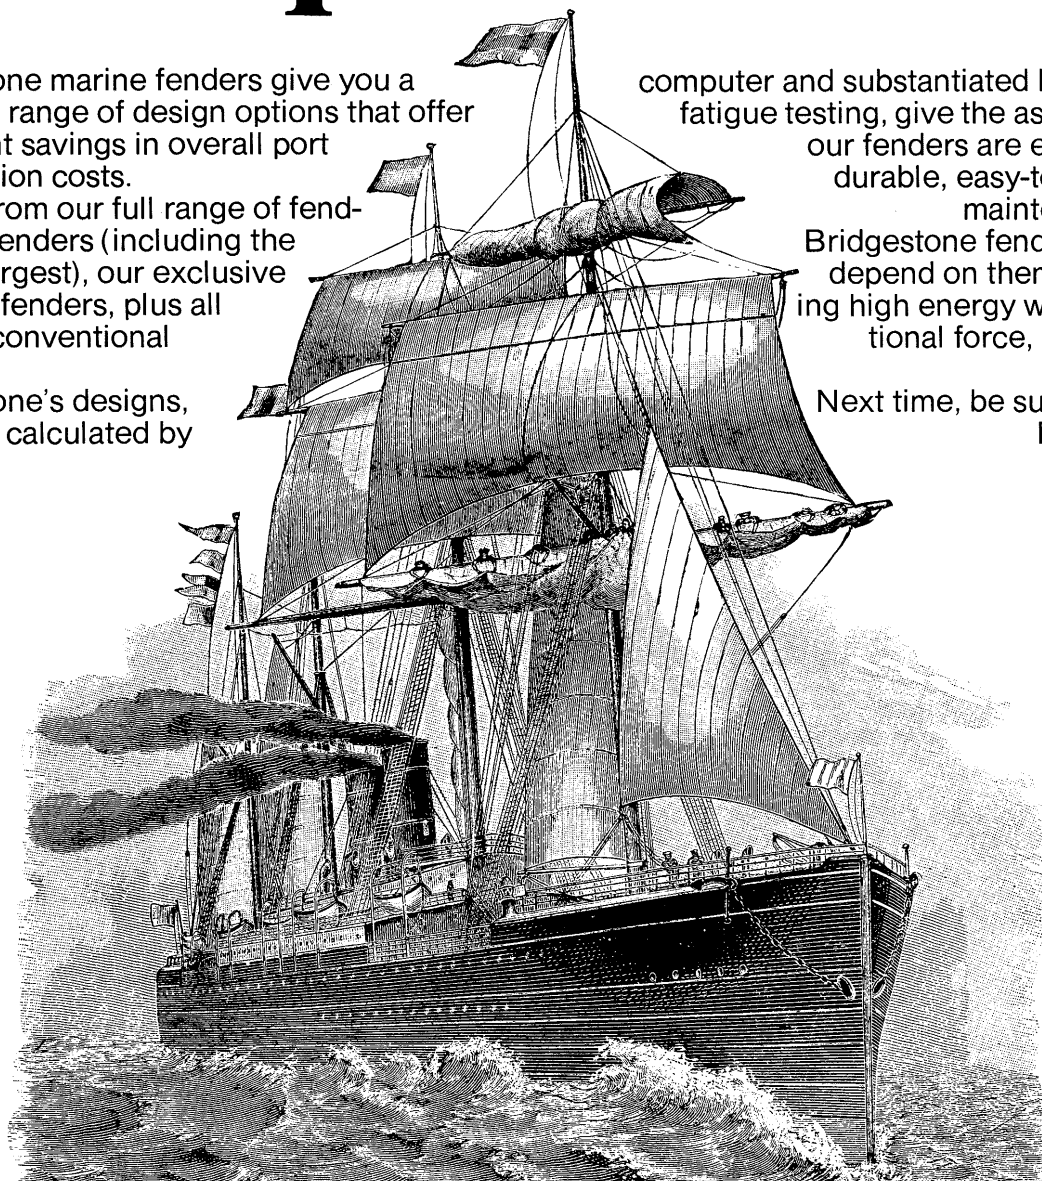 one marine fenders give you a
range of design options that offer
t savings in overall port
ion costs.
rom our full range of fend-
enders (including the
rgest), our exclusive
fenders, plus all
conventional
one's designs,
calculated by
computer and substantiated
fatigue testing, give the as
our fenders are e
durable, easy-t
maint
Bridgestone fend
depend on them
ing high energy w
tional force,
Next time, be su